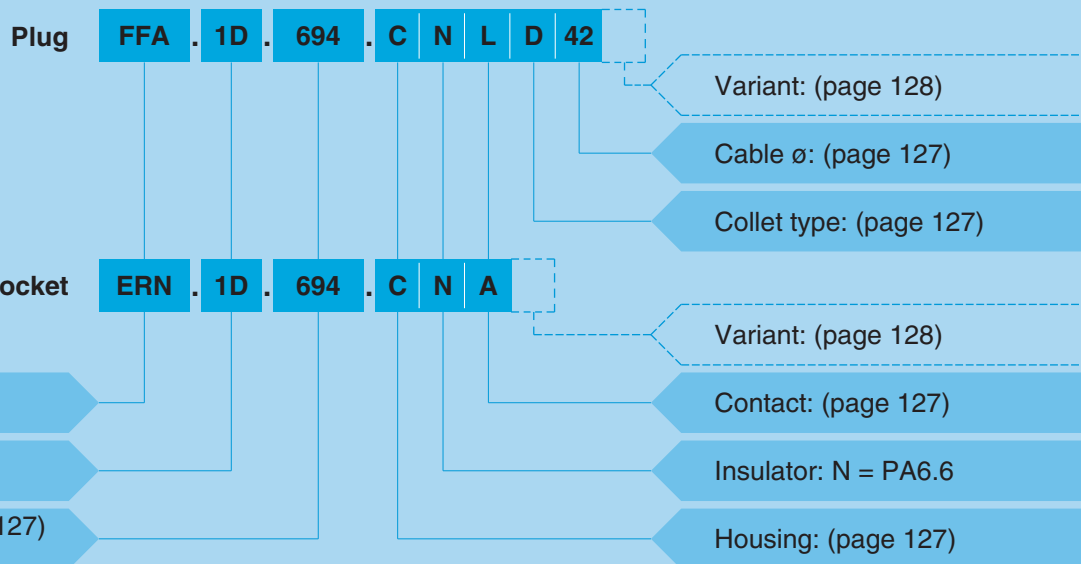 Plug FFA . 1D . 694 . C N L D 42
Variant: (page 128)
Cable ø: (page 127)
Collet type: (page 127)
ocket ERN . 1D . 694 . C N A
Variant: (page 128)
Contact: (page 127)
Insulator: N = PA6.6
127) Housing: (page 127)